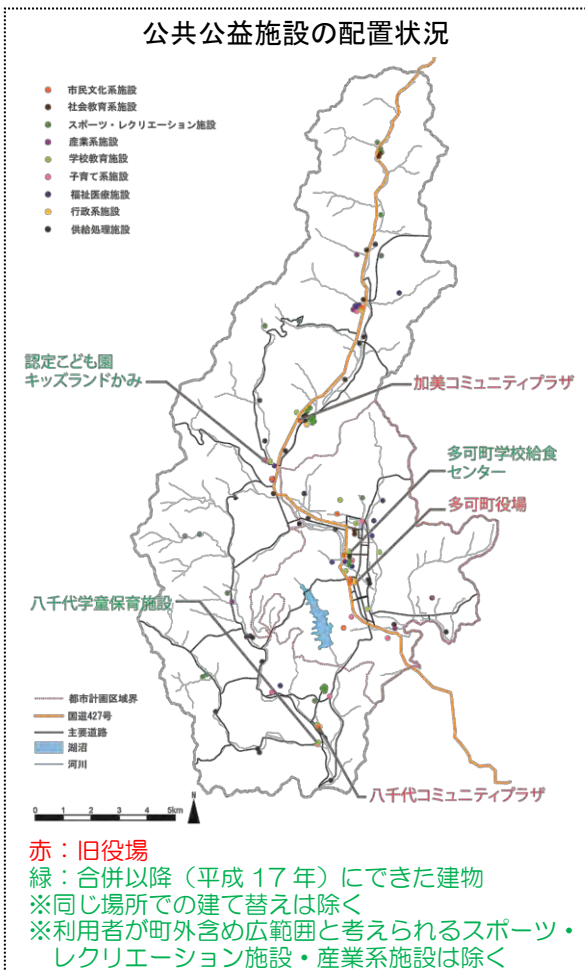 公共公益施設の配置状況
市民文化系施設
社会教育系施設
スポーツ・レクリエーション施設
産業系施設
学校教育施設
子育て系施設
福祉医療施設
行政系施設
供給処理施設
認定こども園
キッズランドかみ
加美コミュニティプラザ
多可町学校給食
センター
多可町役場
八千代学童保育施設
都市計画区域界
国道427号
主要道路
湖沼
河川
八千代コミュニティプラザ
0 1 2 3 4 5km
N
赤：旧役場
緑：合併以降（平成 17 年）にできた建物
※同じ場所での建て替えは除く
※利用者が町外含め広範囲と考えられるスポーツ・
レクリエーション施設・産業系施設は除く